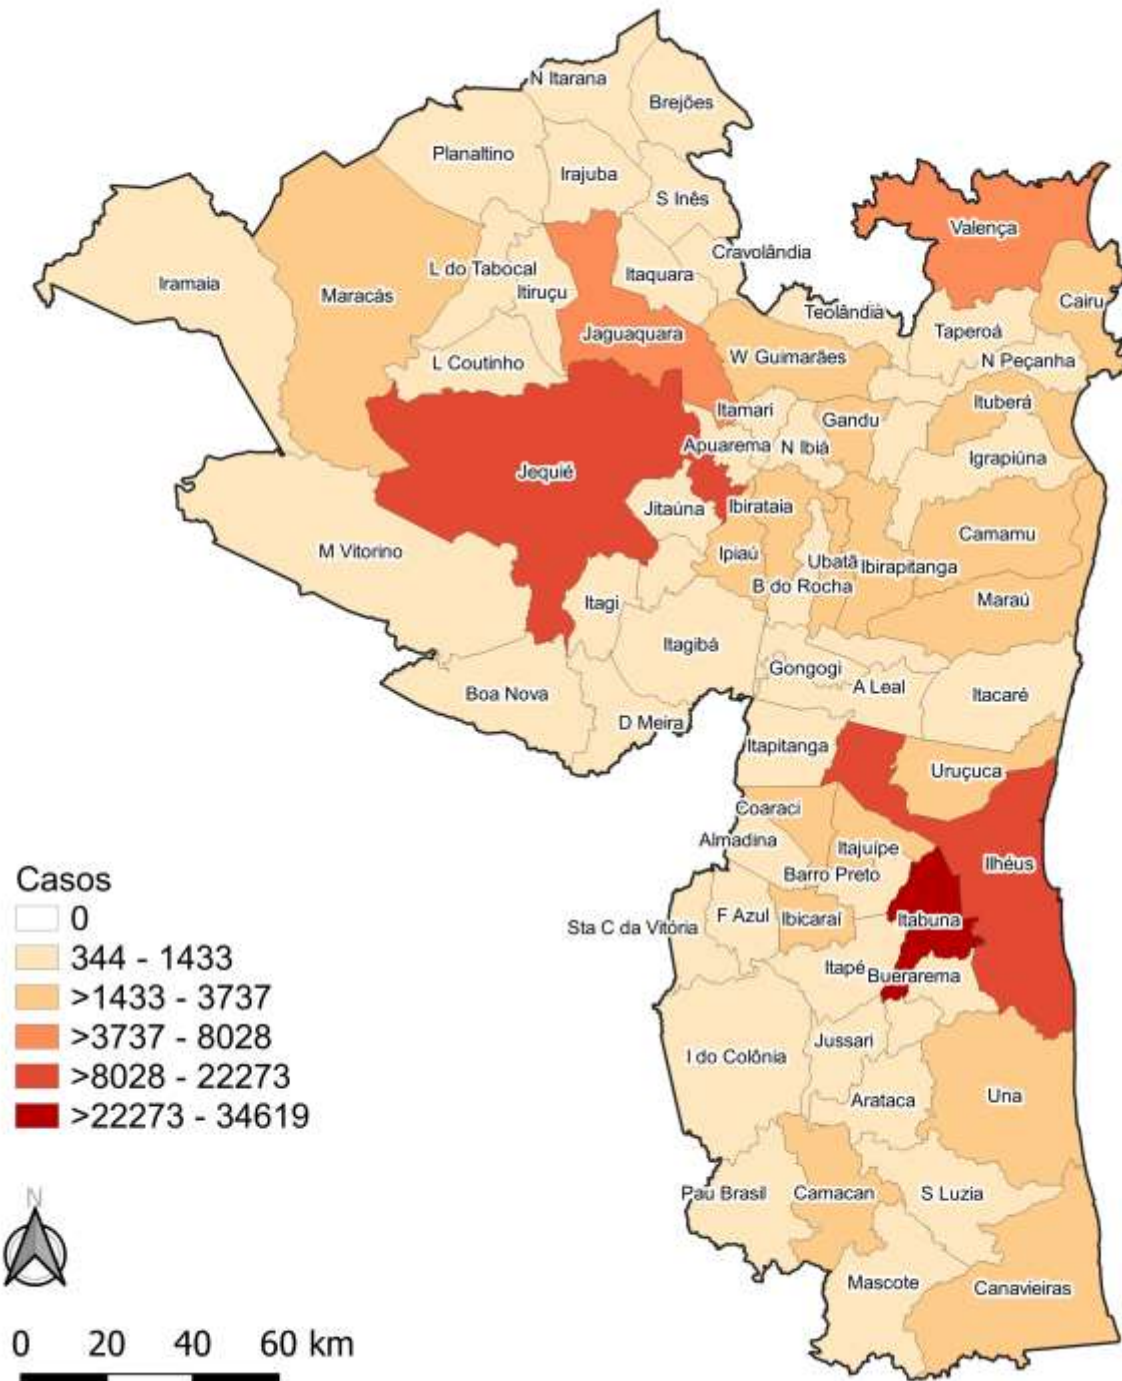 N Itarana
Brejões
Planaltino
Irajuba
S Inês
Valença
Cravolândia
L do Tabocal
Itaquara
Iramaia
Maracás
Itiruçu
Cairu
Teolândia
Taperoá
Jaguaquara
W Guimarães
L Coutinho
N Peçanha
Itamari
Ituberá
Gandu
Apuarema
N Ibiá
Igrapiúna
Jequié
Jitaúna
Ibirataia
Camamu
M Vitorino
Ipiaú
Ubatã
Ibirapitanga
B do Rocha
Itagi
Maraú
Itagibá
Gongogi
A Leal
Boa Nova
Itacaré
D Meira
Itapitanga
Uruçuca
Coaraci
Almadina
Itajuípe
Ilhéus
Barro Preto
F Azul
Ibicaraí
Itabuna
Sta C da Vitória
Itapé
Buerarema
Jussari
I do Colônia
Arataca
Una
Pau Brasil
Camacan
S Luzia
Mascote
Canavieiras
Casos
0
344 - 1433
>1433 - 3737
>3737 - 8028
>8028 - 22273
>22273 - 34619
N
0 20 40 60 km